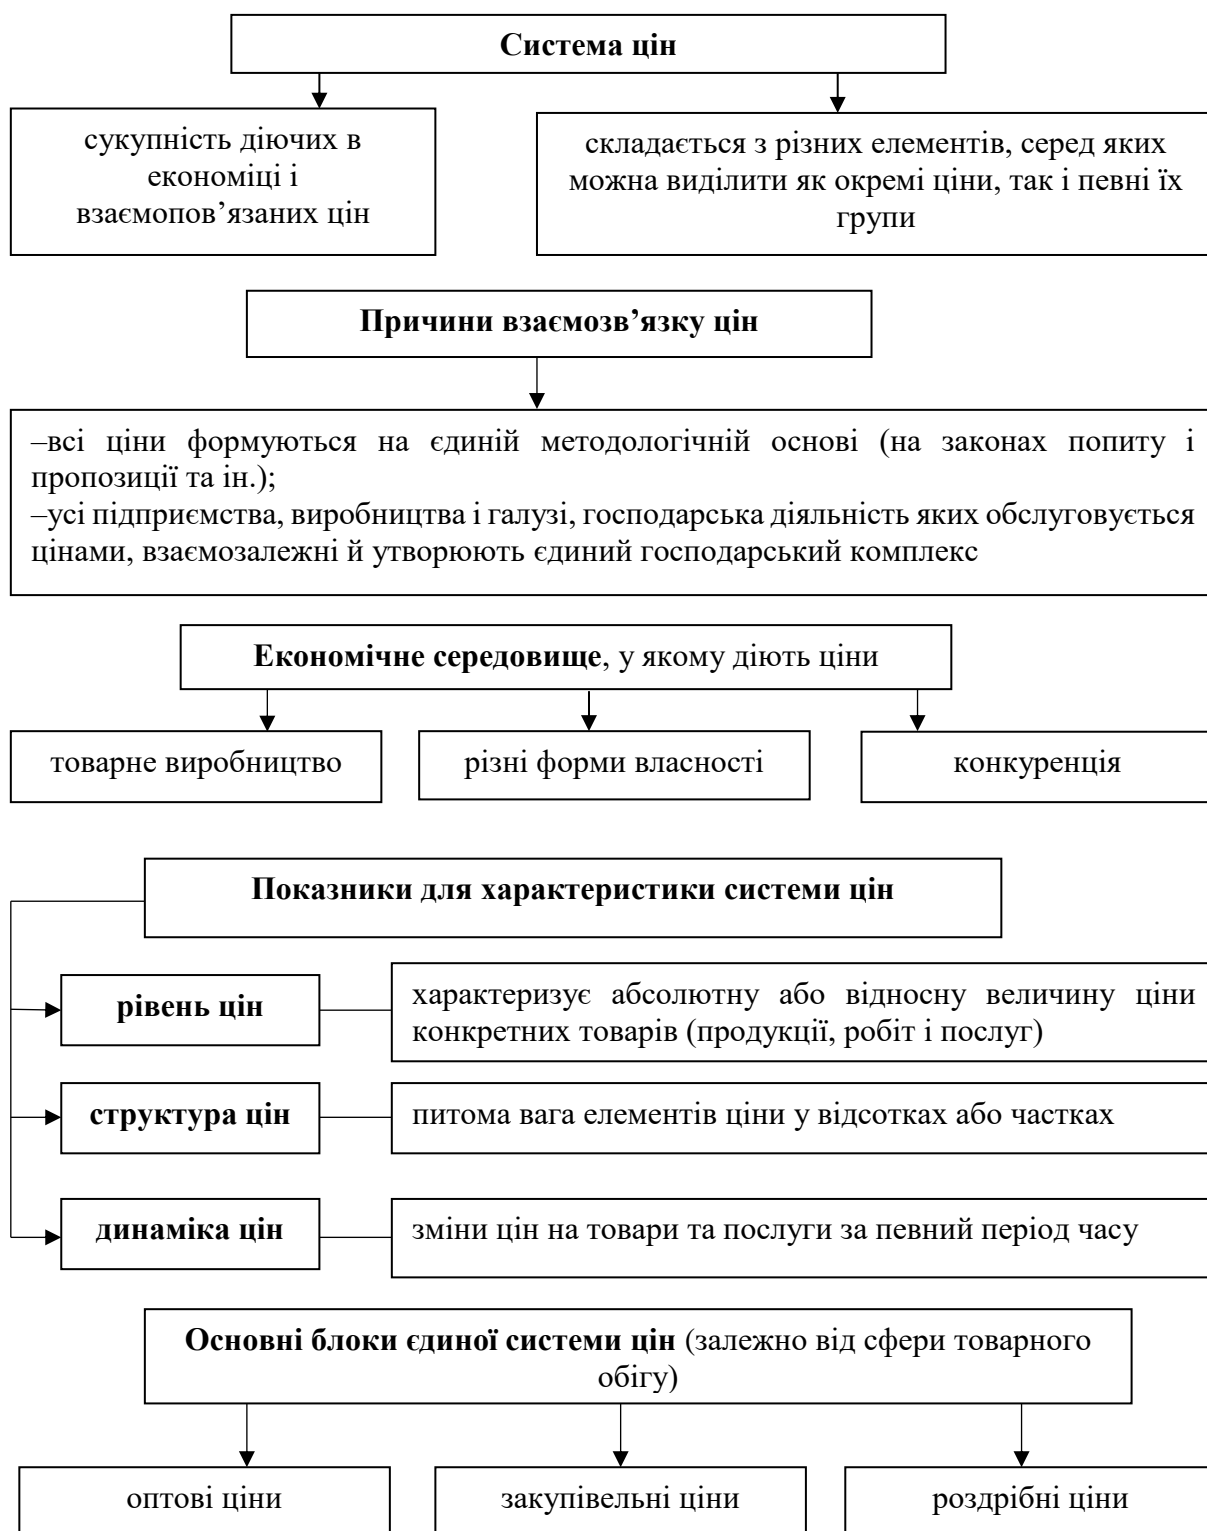 Система цін
сукупність діючих в
економіці і
взаємопов’язаних цін
складається з різних елементів, серед яких
можна виділити як окремі ціни, так і певні їх
групи
Причини взаємозв’язку цін
–всі ціни формуються на єдиній методологічній основі (на законах попиту і
пропозиції та ін.);
–усі підприємства, виробництва і галузі, господарська діяльність яких обслуговується
цінами, взаємозалежні й утворюють єдиний господарський комплекс
Економічне середовище, у якому діють ціни
товарне виробництво
різні форми власності
конкуренція
Показники для характеристики системи цін
рівень цін
характеризує абсолютну або відносну величину ціни
конкретних товарів (продукції, робіт і послуг)
структура цін
питома вага елементів ціни у відсотках або частках
динаміка цін
зміни цін на товари та послуги за певний період часу
Основні блоки єдиної системи цін (залежно від сфери товарного
обігу)
оптові ціни
закупівельні ціни
роздрібні ціни